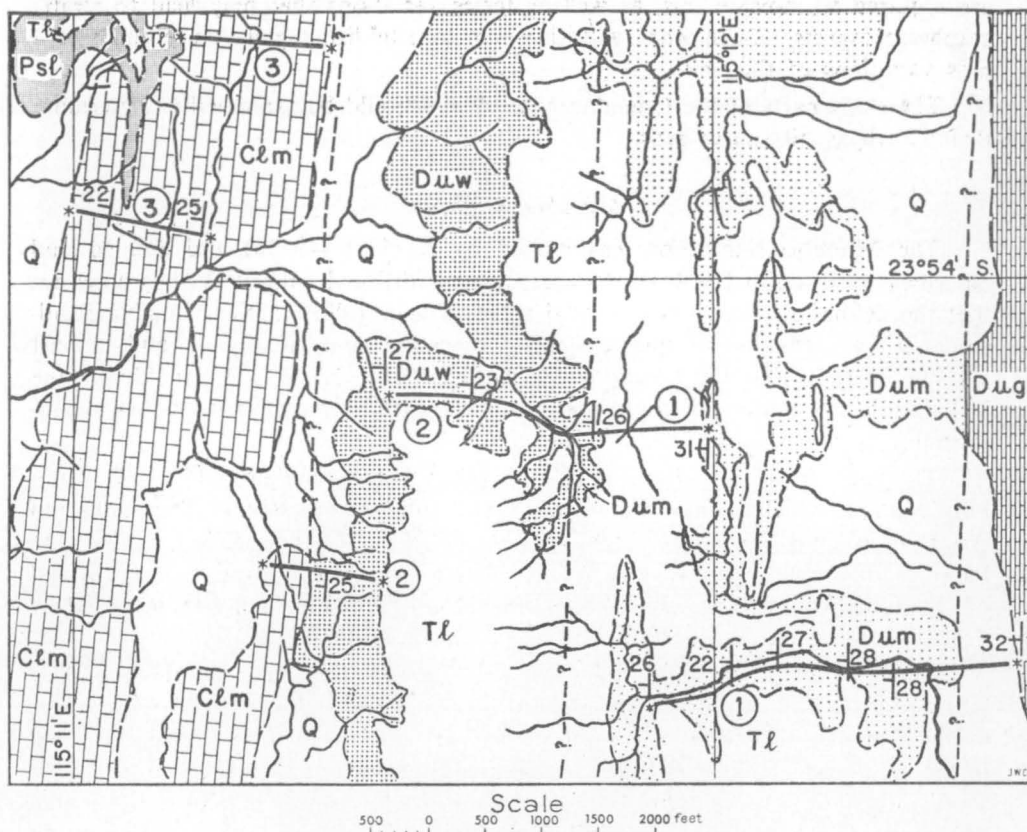 Tl
Tl
Psl
3
Clm
Duw
115°12'E
?
?
?
Q
22
3
25
Q
Q
Tl
23°54' S.
27
Duw
23
26
1
2
31
Dum
Dum
Dug
Q
Q
25
2
Tl
Clm
Clm
Q
26
22
27
Dum
28
28
32
1
Tl
115°11'E
JWD
Scale
500 0 500 1000 1500 2000 feet